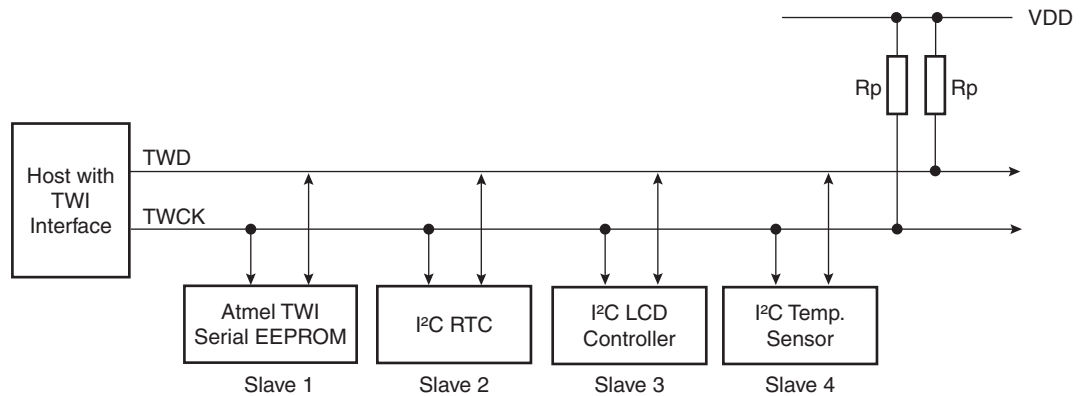 VDD
Rp
Rp
Host with
TWI
Interface
TWD
TWCK
Atmel TWI
Serial EEPROM
I²C RTC
I²C LCD
Controller
I²C Temp.
Sensor
Slave 1
Slave 2
Slave 3
Slave 4